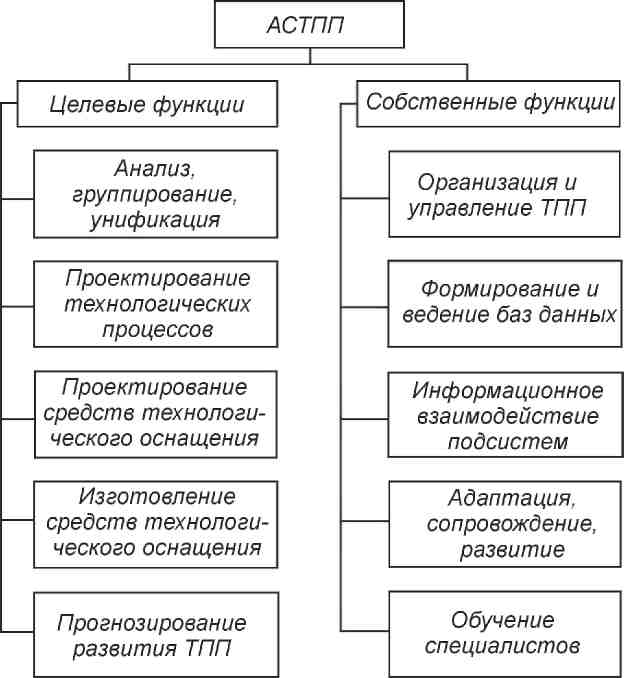 АСТПП
Целевые функции
Собственные функции
Анализ,
группирование,
унификация
Проектирование
технологических
процессов
Проектирование
средств технологи-
ческого оснащения
Изготовление
средств технологи-
ческого оснащения
Прогнозирование
развития ТПП
Организация и
управление ТПП
Формирование и
ведение баз данных
Информационное
взаимодействие
подсистем
Адаптация,
сопровождение,
развитие
Обучение
специалистов